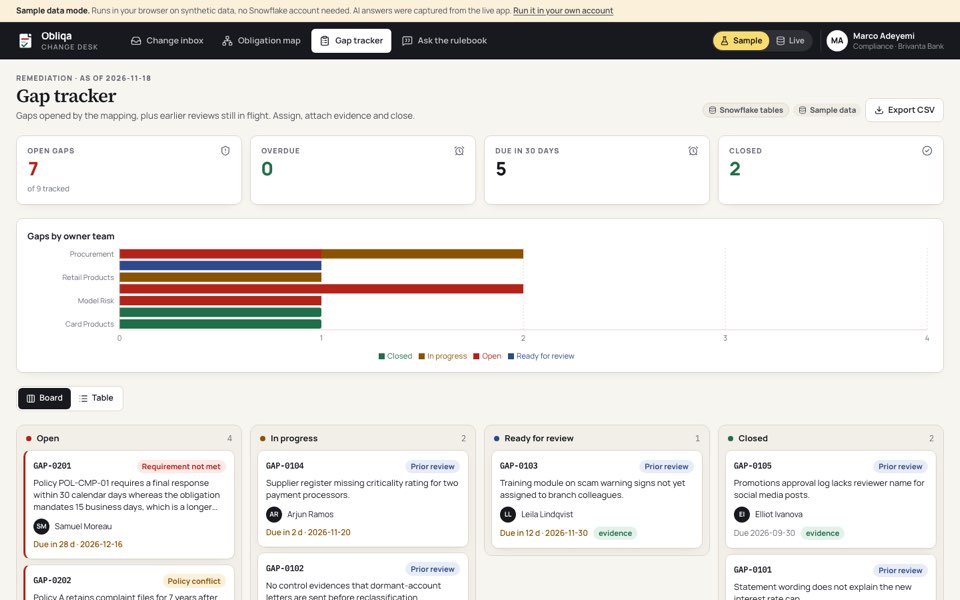 Sample data mode. Runs in your browser on synthetic data, no Snowflake account needed. AI answers were captured from the live app. Run it in your own account
Obliqa
CHANGE DESK
Change inbox
Obligation map
Gap tracker
Ask the rulebook
Sample
Live
MA
Marco Adeyemi
Compliance · Brivanta Bank
REMEDIATION · AS OF 2026-11-18
Gap tracker
Gaps opened by the mapping, plus earlier reviews still in flight. Assign, attach evidence and close.
Snowflake tables
Sample data
Export CSV
OPEN GAPS
7
of 9 tracked
OVERDUE
0
DUE IN 30 DAYS
5
CLOSED
2
Gaps by owner team
Procurement
Retail Products
Model Risk
Card Products
0 1 2 3 4
Closed In progress Open Ready for review
Board
Table
Open 4
GAP-0201 Requirement not met
Policy POL-CMP-01 requires a final response
within 30 calendar days whereas the obligation
mandates 15 business days, which is a longer…
SM Samuel Moreau
Due in 28 d · 2026-12-16
GAP-0202 Policy conflict
Policy A retains complaint files for 7 years after
In progress 2
GAP-0104 Prior review
Supplier register missing criticality rating for two
payment processors.
AR Arjun Ramos
Due in 2 d · 2026-11-20
GAP-0102 Prior review
No control evidences that dormant-account
letters are sent before reclassification.
Ready for review 1
GAP-0103 Prior review
Training module on scam warning signs not yet
assigned to branch colleagues.
LL Leila Lindqvist
Due in 12 d · 2026-11-30 evidence
Closed 2
GAP-0105 Prior review
Promotions approval log lacks reviewer name for
social media posts.
EI Elliot Ivanova
Due 2026-09-30 evidence
GAP-0101 Prior review
Statement wording does not explain the new
interest rate cap.